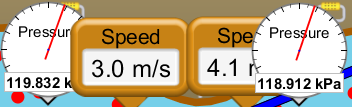 Pressure
119.832 k
Speed
3.0 m/s
Spe
4.1
Pressure
118.912 kPa